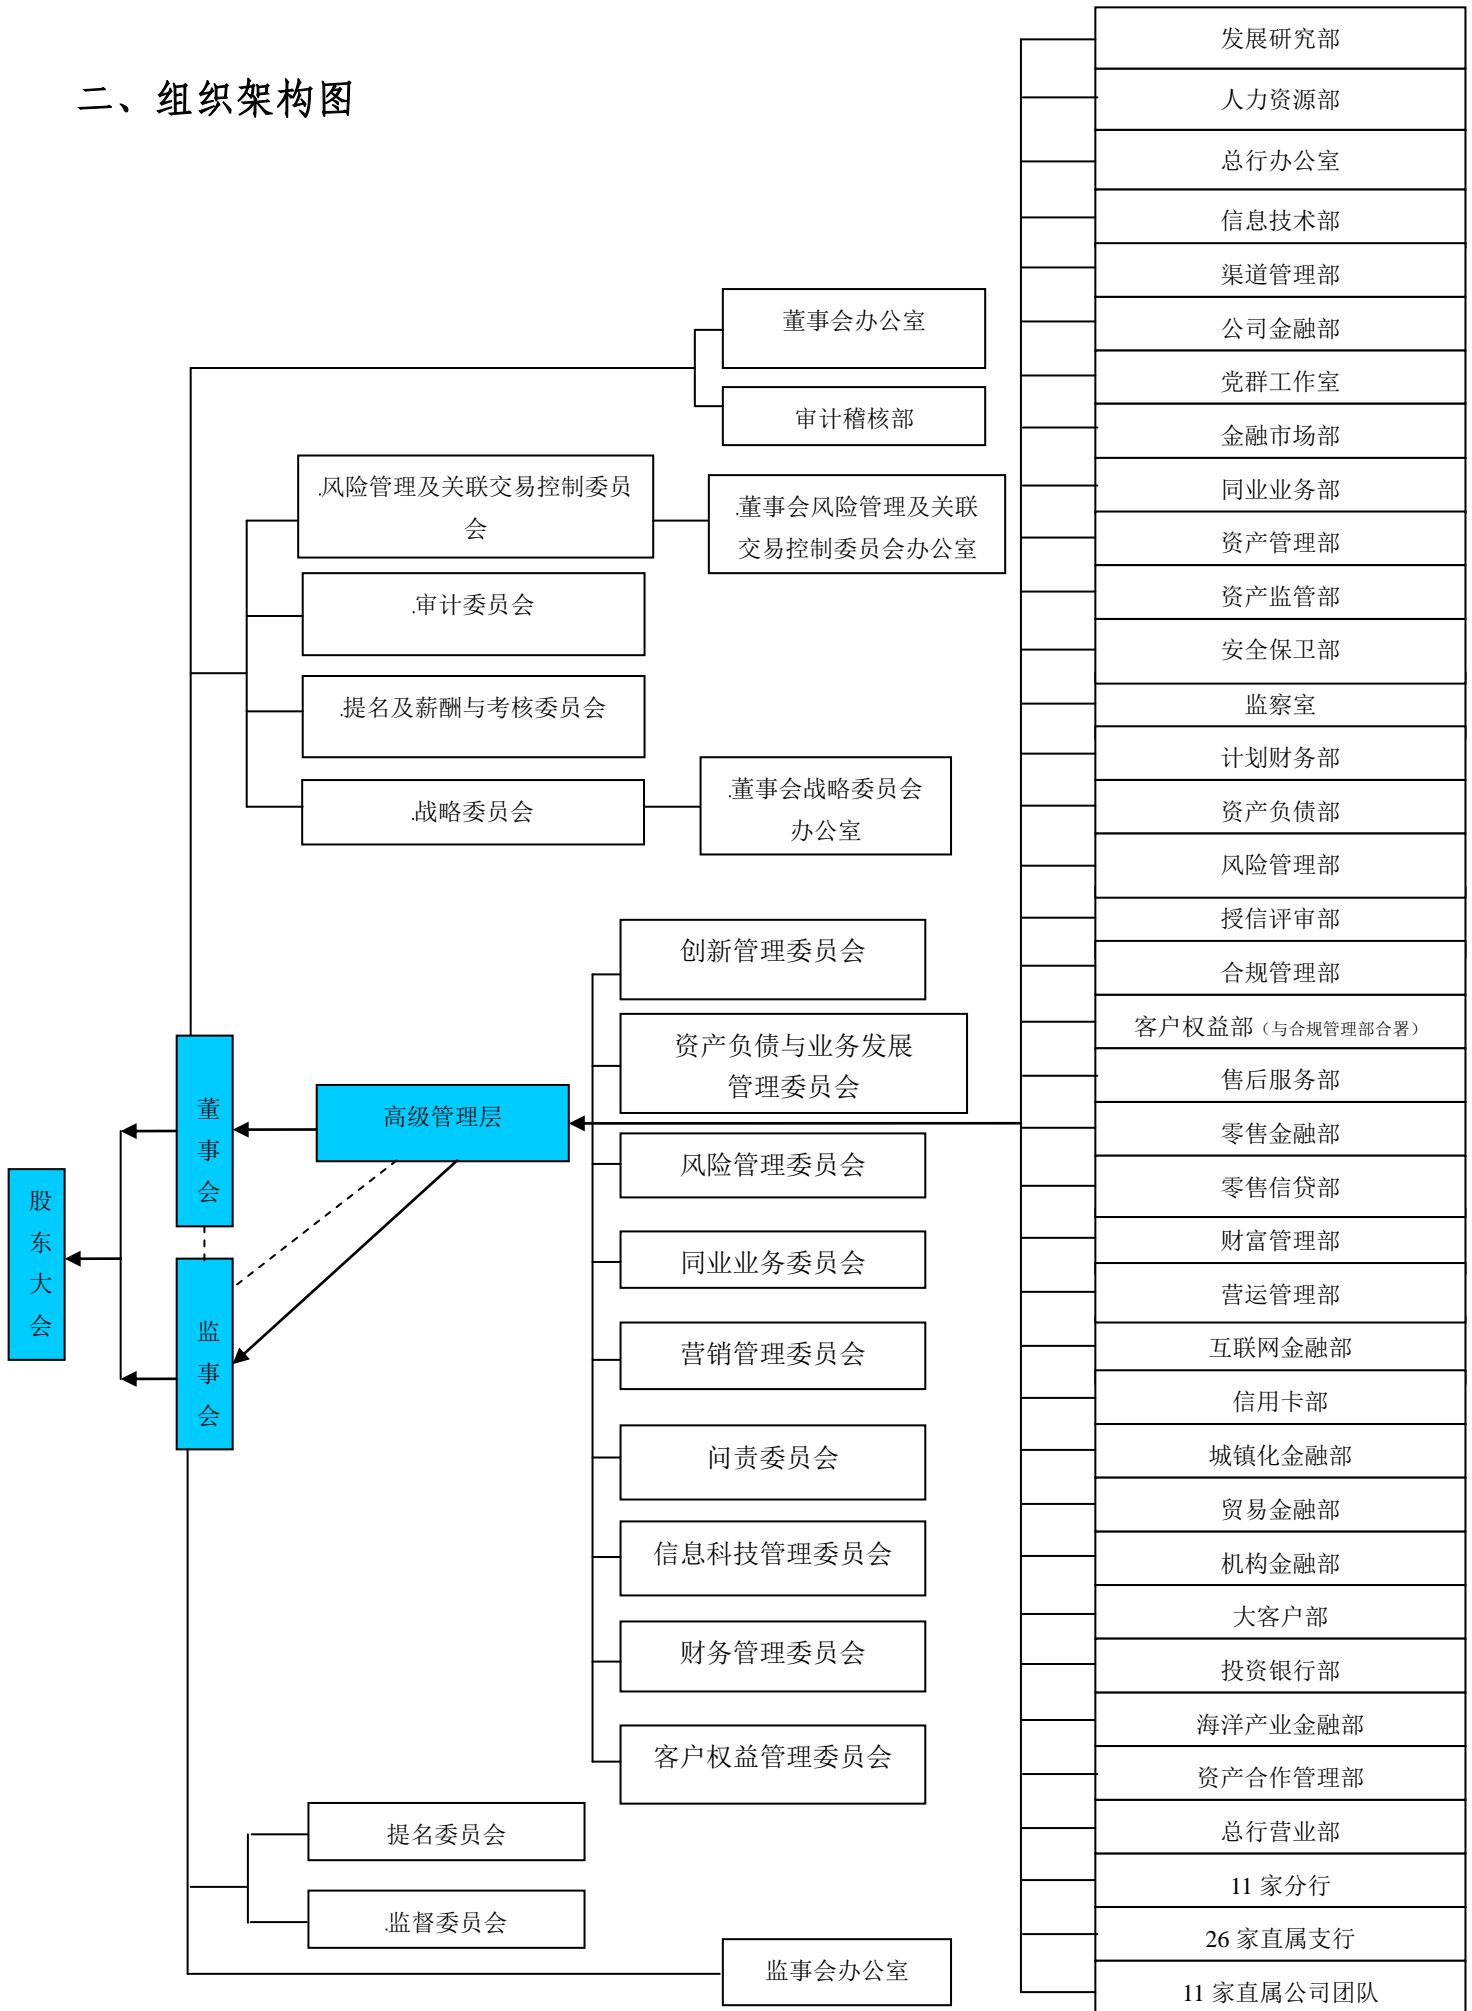 二、组织架构图
董事会办公室
审计稽核部
.风险管理及关联交易控制委员
会
.董事会风险管理及关联
交易控制委员会办公室
.审计委员会
.提名及薪酬与考核委员会
.战略委员会
.董事会战略委员会
办公室
创新管理委员会
资产负债与业务发展
管理委员会
风险管理委员会
同业业务委员会
营销管理委员会
问责委员会
信息科技管理委员会
财务管理委员会
客户权益管理委员会
高级管理层
董事会
监事会
股东大会
提名委员会
.监督委员会
监事会办公室
发展研究部
人力资源部
总行办公室
信息技术部
渠道管理部
公司金融部
党群工作室
金融市场部
同业业务部
资产管理部
资产监管部
安全保卫部
监察室
计划财务部
资产负债部
风险管理部
授信评审部
合规管理部
客户权益部（与合规管理部合署）
售后服务部
零售金融部
零售信贷部
财富管理部
营运管理部
互联网金融部
信用卡部
城镇化金融部
贸易金融部
机构金融部
大客户部
投资银行部
海洋产业金融部
资产合作管理部
总行营业部
11 家分行
26 家直属支行
11 家直属公司团队